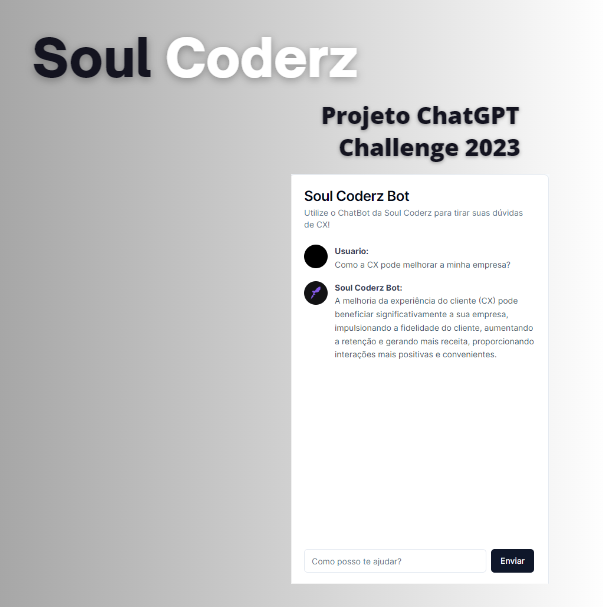 Soul Coderz
Projeto ChatGPT
Challenge 2023
Soul Coderz Bot
Utilize o ChatBot da Soul Coderz para tirar suas dúvidas
de CX!
Usuario:
Como a CX pode melhorar a minha empresa?
Soul Coderz Bot:
A melhoria da experiência do cliente (CX) pode
beneficiar significativamente a sua empresa,
impulsionando a fidelidade do cliente, aumentando
a retenção e gerando mais receita, proporcionando
interações mais positivas e convenientes.
Como posso te ajudar?
Enviar